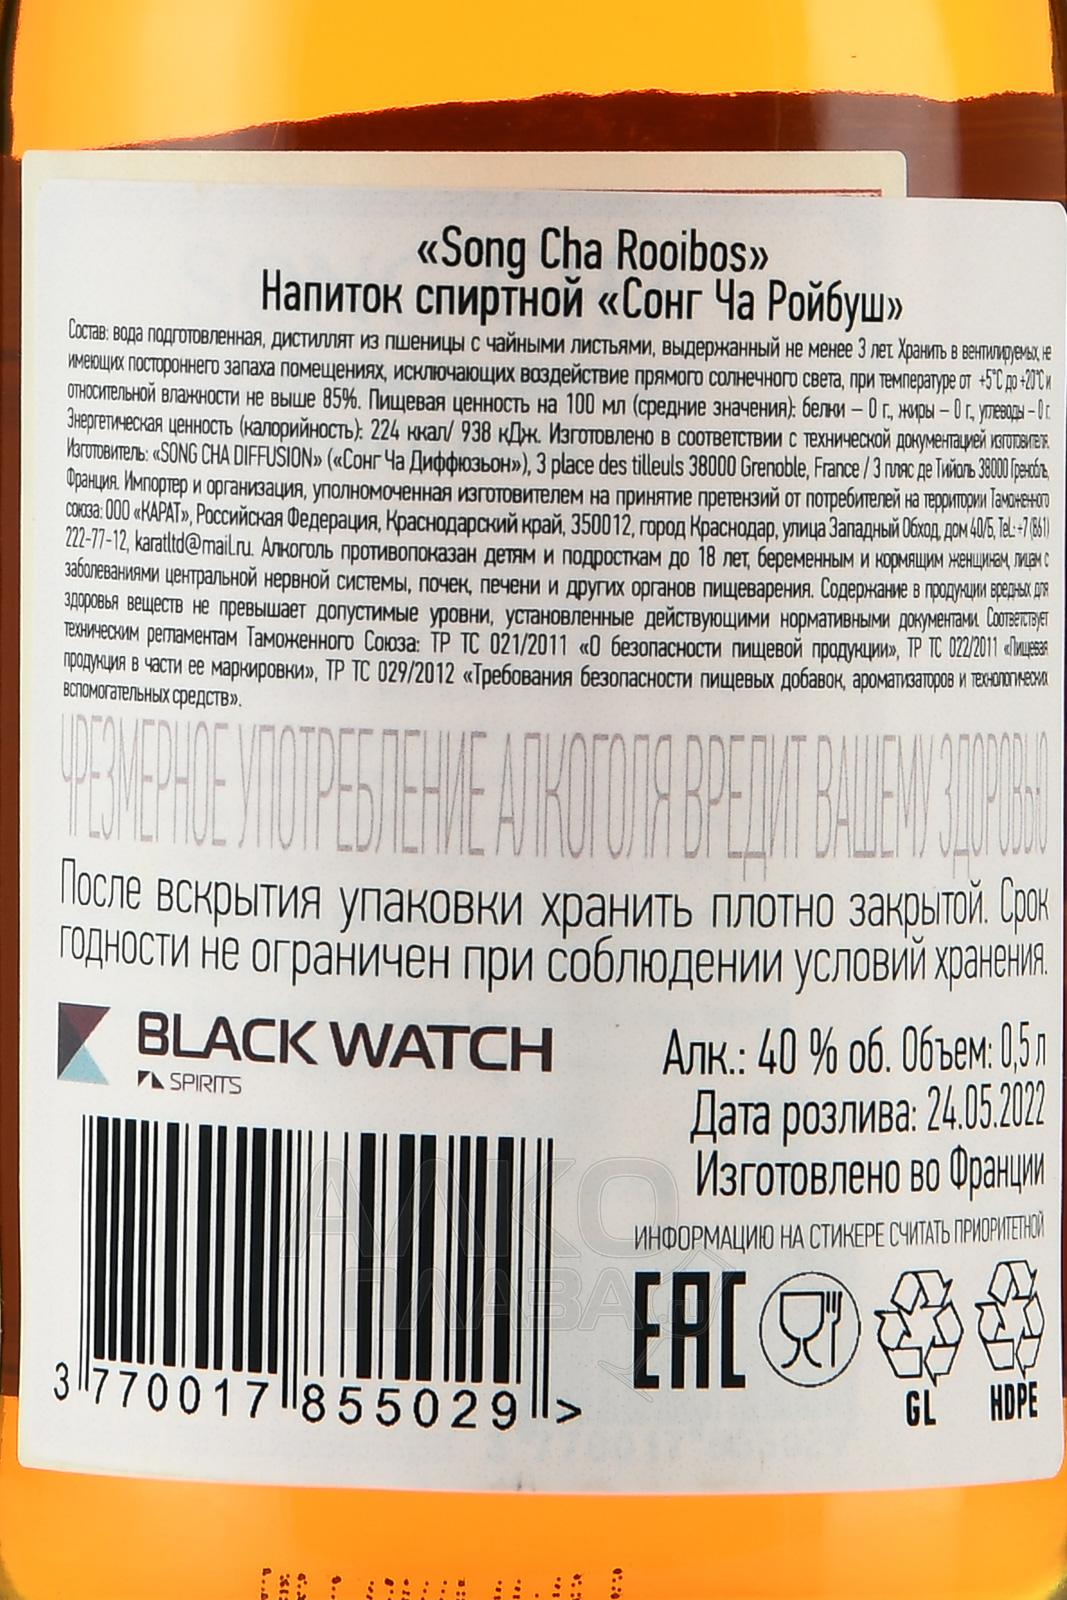 «Song Cha Rooibos»
Напиток спиртной «Сонг Ча Ройбуш»
Состав: вода подготовленная, дистиллят из пшеницы с чайными листьями, выдержанный не менее 3 лет. Хранить в вентилируемых, не
имеющих постороннего запаха помещениях, исключающих воздействие прямого солнечного света, при температуре от +5°С до +20°С и
относительной влажности не выше 85%. Пищевая ценность на 100 мл (средние значения): белки – 0 г., жиры – 0 г., углеводы – 0 г.
Энергетическая ценность (калорийность): 224 ккал/ 938 кДж. Изготовлено в соответствии с технической документацией изготовителя.
Изготовитель: «SONG CHA DIFFUSION» («Сонг Ча Диффюзьон»), 3 place des tilleuls 38000 Grenoble, France / 3 пляс де Тийоль 38000 Гренобль,
Франция. Импортер и организация, уполномоченная изготовителем на принятие претензий от потребителей на территории Таможенного
союза: ООО «КАРАТ», Российская Федерация, Краснодарский край, 350012, город Краснодар, улица Западный Обход, дом 40/Б, Tel.: +7 (861)
222-77-12, karatltd@mail.ru. Алкоголь противопоказан детям и подросткам до 18 лет, беременным и кормящим женщинам, лицам с
заболеваниями центральной нервной системы, почек, печени и других органов пищеварения. Содержание в продукции вредных для
здоровья веществ не превышает допустимые уровни, установленные действующими нормативными документами. Соответствует
техническим регламентам Таможенного Союза: ТР ТС 021/2011 «О безопасности пищевой продукции», ТР ТС 022/2011 «Пищевая
продукция в части ее маркировки», ТР ТС 029/2012 «Требования безопасности пищевых добавок, ароматизаторов и технологических
вспомогательных средств».
ЧРЕЗМЕРНОЕ УПОТРЕБЛЕНИЕ АЛКОГОЛЯ ВРЕДИТ ВАШЕМУ ЗДОРОВЬЮ
После вскрытия упаковки хранить плотно закрытой. Срок
годности не ограничен при соблюдении условий хранения.
BLACK WATCH
SPIRITS
Алк.: 40 % об. Объем: 0,5 л
Дата розлива: 24.05.2022
Изготовлено во Франции
ИНФОРМАЦИЮ НА СТИКЕРЕ СЧИТАТЬ ПРИОРИТЕТНОЙ
АЛКО
ПЛАЗА.ru
EAC
GL
HDPE
3 770017 855029 >